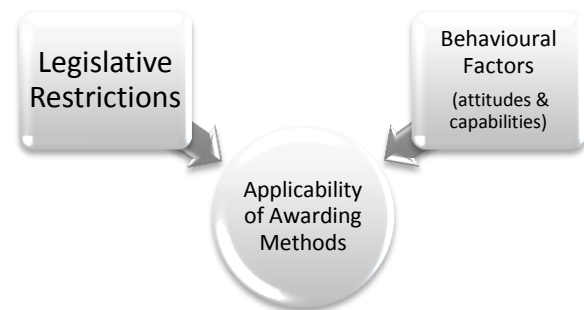 Legislative
Restrictions
Behavioural
Factors
(attitudes &
capabilities)
Applicability
of Awarding
Methods